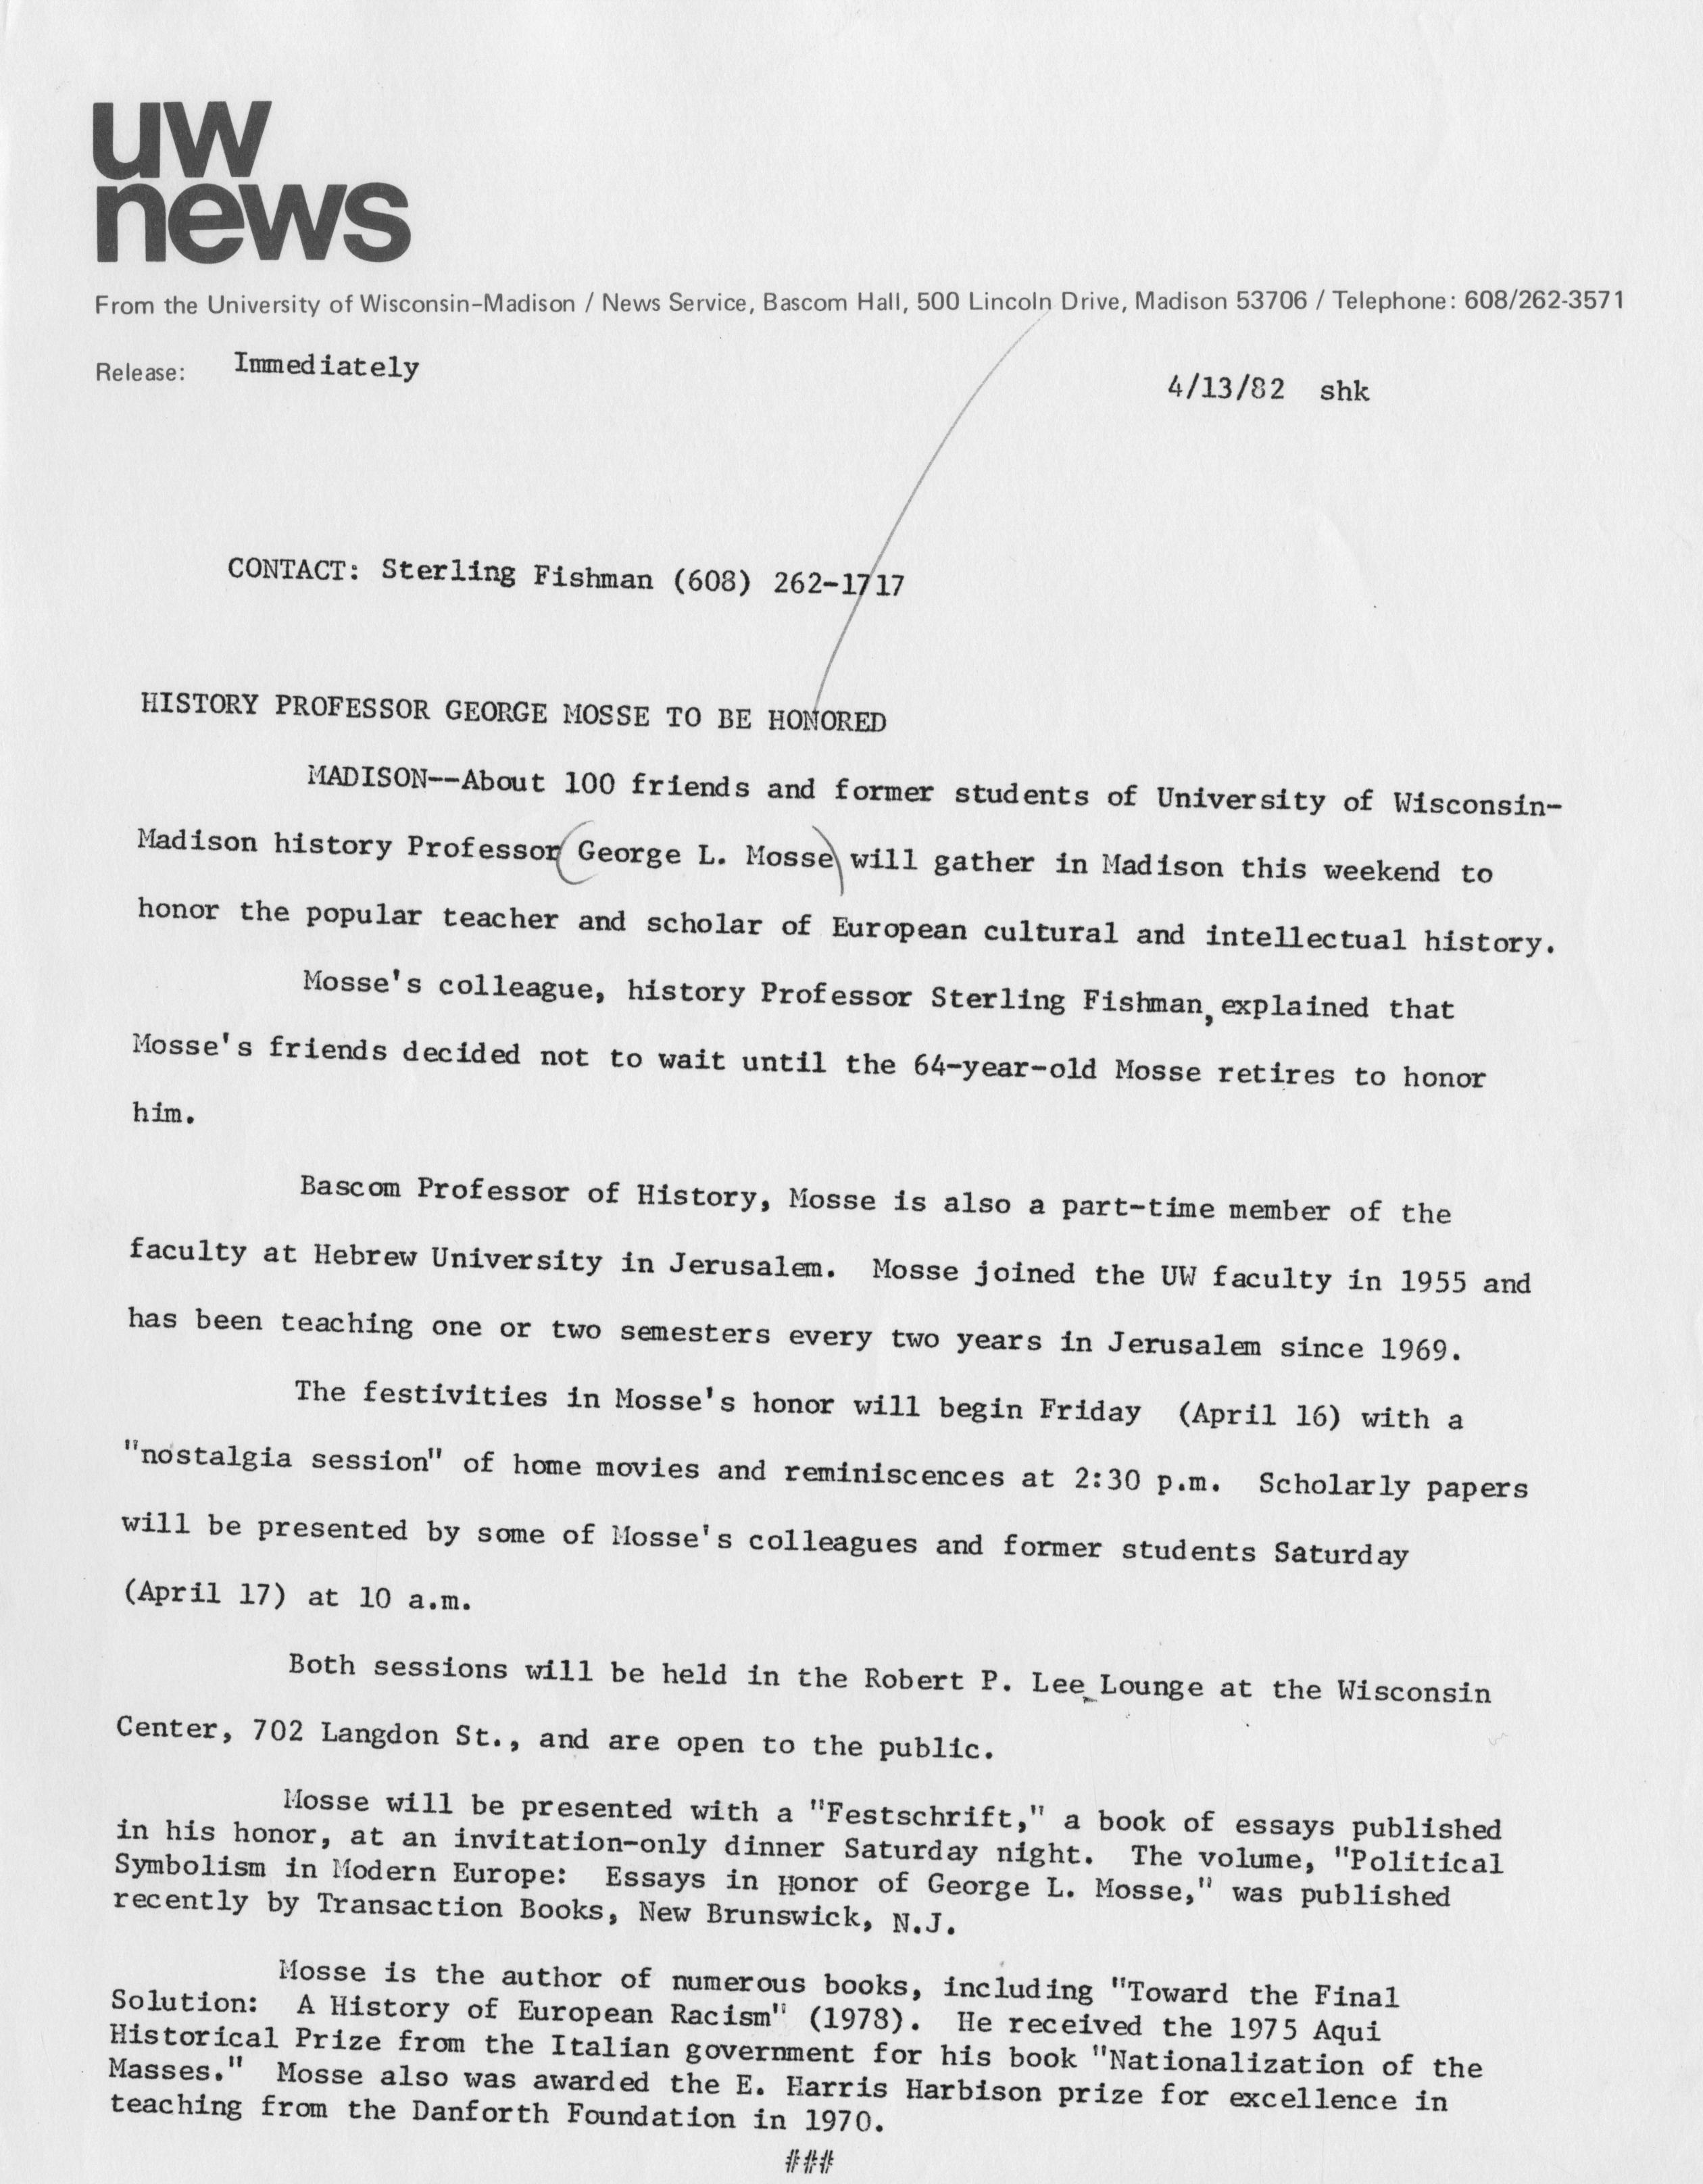 uw
news
From the University of Wisconsin-Madison / News Service, Bascom Hall, 500 Lincoln Drive, Madison 53706 / Telephone: 608/262-3571
Release: Immediately
4/13/82 shk
CONTACT: Sterling Fishman (608) 262-1717
HISTORY PROFESSOR GEORGE MOSSE TO BE HONORED
MADISON--About 100 friends and former students of University of Wisconsin-
Madison history Professor (George L. Mosse) will gather in Madison this weekend to
honor the popular teacher and scholar of European cultural and intellectual history.
Mosse's colleague, history Professor Sterling Fishman, explained that
Mosse's friends decided not to wait until the 64-year-old Mosse retires to honor
him.
Bascom Professor of History, Mosse is also a part-time member of the
faculty at Hebrew University in Jerusalem. Mosse joined the UW faculty in 1955 and
has been teaching one or two semesters every two years in Jerusalem since 1969.
The festivities in Mosse's honor will begin Friday (April 16) with a
"nostalgia session" of home movies and reminiscences at 2:30 p.m. Scholarly papers
will be presented by some of Mosse's colleagues and former students Saturday
(April 17) at 10 a.m.
Both sessions will be held in the Robert P. Lee Lounge at the Wisconsin
Center, 702 Langdon St., and are open to the public.
Mosse will be presented with a "Festschrift," a book of essays published
in his honor, at an invitation-only dinner Saturday night. The volume, "Political
Symbolism in Modern Europe: Essays in Honor of George L. Mosse," was published
recently by Transaction Books, New Brunswick, N.J.
Mosse is the author of numerous books, including "Toward the Final
Solution: A History of European Racism" (1978). He received the 1975 Aqui
Historical Prize from the Italian government for his book "Nationalization of the
Masses." Mosse also was awarded the E. Harris Harbison prize for excellence in
teaching from the Danforth Foundation in 1970.
###